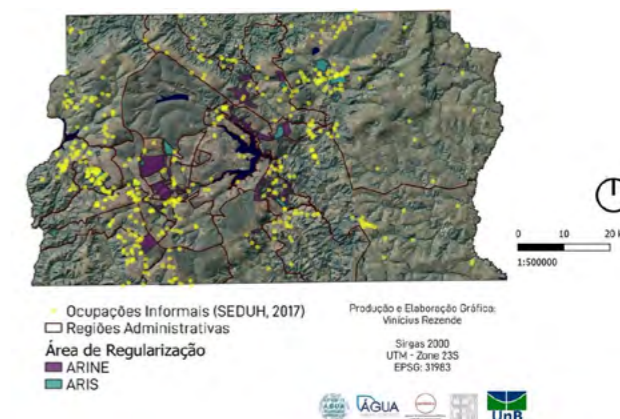 0 10 20 k
1:500000
Ocupações Informais (SEDUH, 2017)
Regiões Administrativas
Área de Regularização
ARINE
ARIS
Produção e Elaboração Gráfica:
Vinícius Rezende
Sirgas 2000
UTM - Zone 23S
EPSG: 31983
ÁGUA
UnB